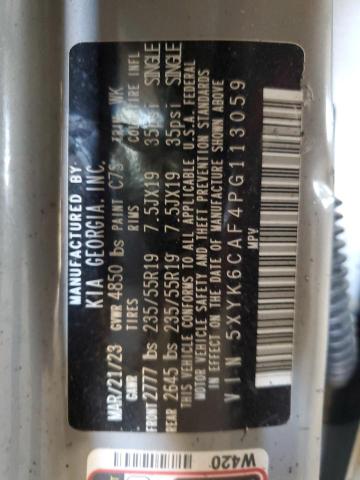 MANUFACTURED BY
KIA GEORGIA, INC.
MAR/21/23 GVWR 4850 lbs PAINT C7S TRIM WK
GAWR TIRES RIMS COLD TIRE INFL
FRONT 2777 lbs 235/55R19 7.5JX19 35psi SINGLE
REAR 2645 lbs 235/55R19 7.5JX19 35psi SINGLE
THIS VEHICLE CONFORMS TO ALL APPLICABLE U.S.A. FEDERAL
MOTOR VEHICLE SAFETY AND THEFT PREVENTION STANDARDS
IN EFFECT ON THE DATE OF MANUFACTURE SHOWN ABOVE.
VIN 5XYK6CAF4PG113059
MPV
W420